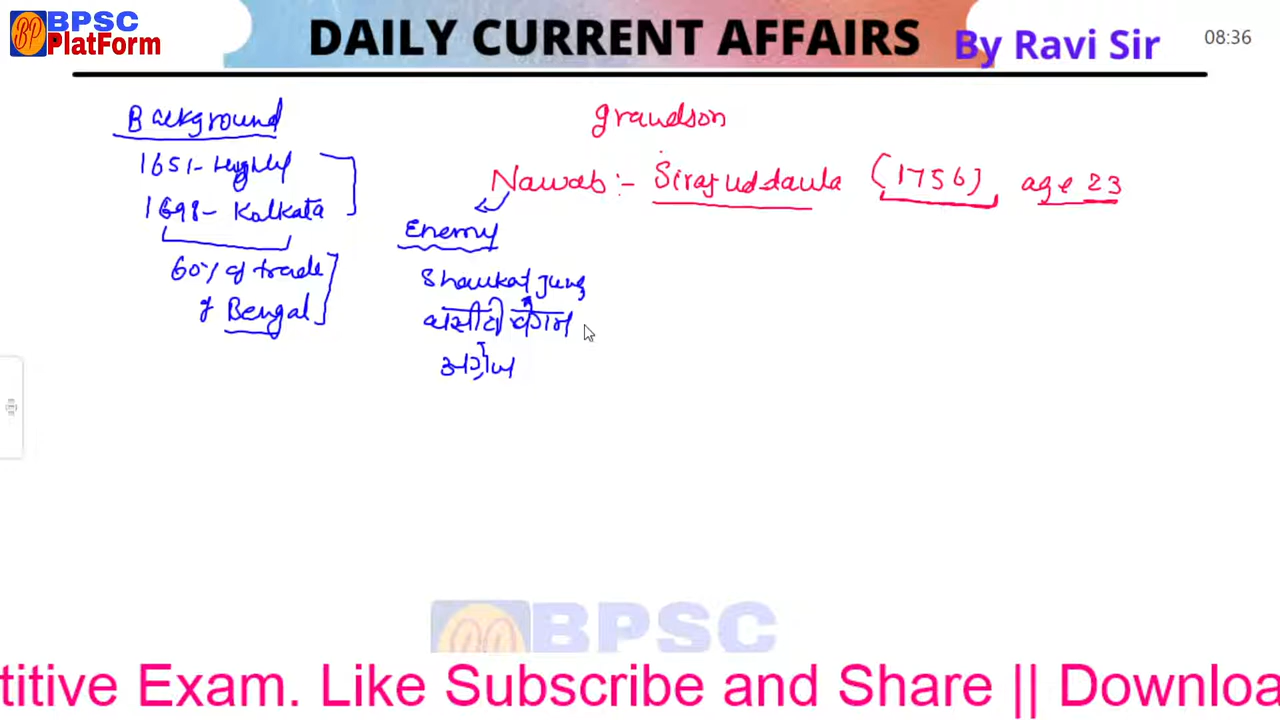 BPSC
PlatForm
DAILY CURRENT AFFAIRS
By Ravi Sir
08:36
Background
1651- Hughly
1698- Kolkata
60% of trade
of Bengal
grandson
Nawab:- Sirajuddaula (1756) age 23
Enemy
Shaukat Jung
घसीटी बेगम
अंग्रेज
BPSC
titive Exam. Like Subscribe and Share || Downloa